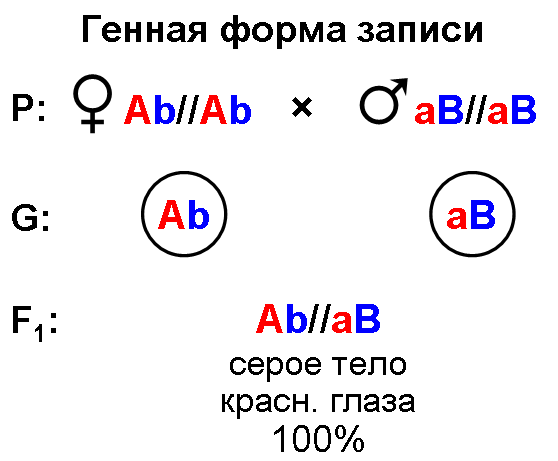 Генная форма записи
P: ♀ Ab//Ab × ♂ aB//aB
G: Ab aB
F₁: Ab//aB
серое тело
красн. глаза
100%